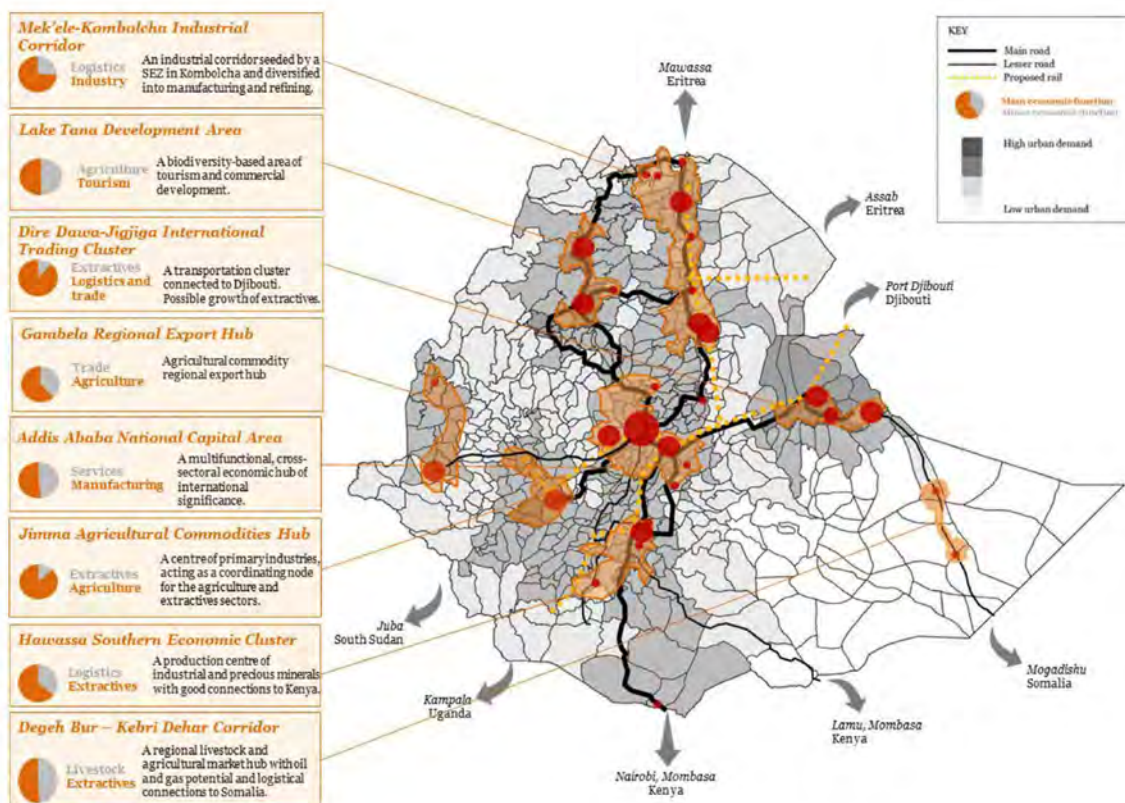 Mek'ele-Kombolcha Industrial
Corridor
Logistics
Industry
An industrial corridor seeded by a
SEZ in Kombolcha and diversified
into manufacturing and refining.
Lake Tana Development Area
Agriculture
Tourism
A biodiversity-based area of
tourism and commercial
development.
Dire Dawa-Jigjiga International
Trading Cluster
Extractives
Logistics and
trade
A transportation cluster
connected to Djibouti.
Possible growth of extractives.
Gambela Regional Export Hub
Trade
Agriculture
Agricultural commodity
regional export hub
Addis Ababa National Capital Area
Services
Manufacturing
A multifunctional, cross-
sectoral economic hub of
international
significance.
Jimma Agricultural Commodities Hub
Extractives
Agriculture
A centre of primary industries,
acting as a coordinating node
for the agriculture and
extractives sectors.
Hawassa Southern Economic Cluster
Logistics
Extractives
A production centre of
industrial and precious minerals
with good connections to Kenya.
Degeh Bur – Kebri Dehar Corridor
Livestock
Extractives
A regional livestock and
agricultural market hub with oil
and gas potential and logistical
connections to Somalia.
Mawassa
Eritrea
Assab
Eritrea
Port Djibouti
Djibouti
Juba
South Sudan
Kampala
Uganda
Nairobi, Mombasa
Kenya
Lamu, Mombasa
Kenya
Mogadishu
Somalia
KEY
Main road
Lesser road
Proposed rail
Main economic function
economic function
High urban demand
Low urban demand